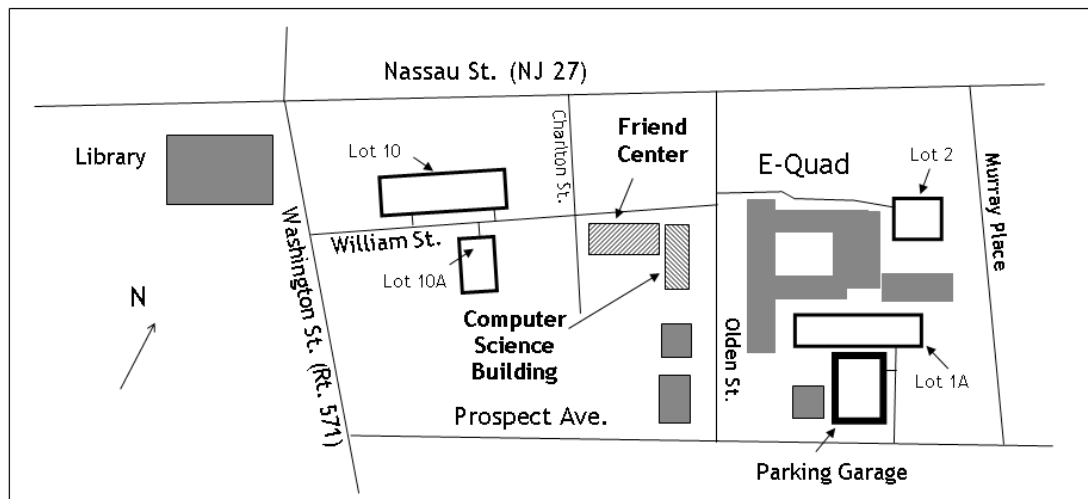 Nassau St. (NJ 27)
Charlton St.
Friend
Center
Library
Lot 10
E-Quad
Lot 2
Murray Place
Washington St. (Rt. 571)
William St.
Lot 10A
N
Computer
Science
Building
Olden St.
Lot 1A
Prospect Ave.
Parking Garage